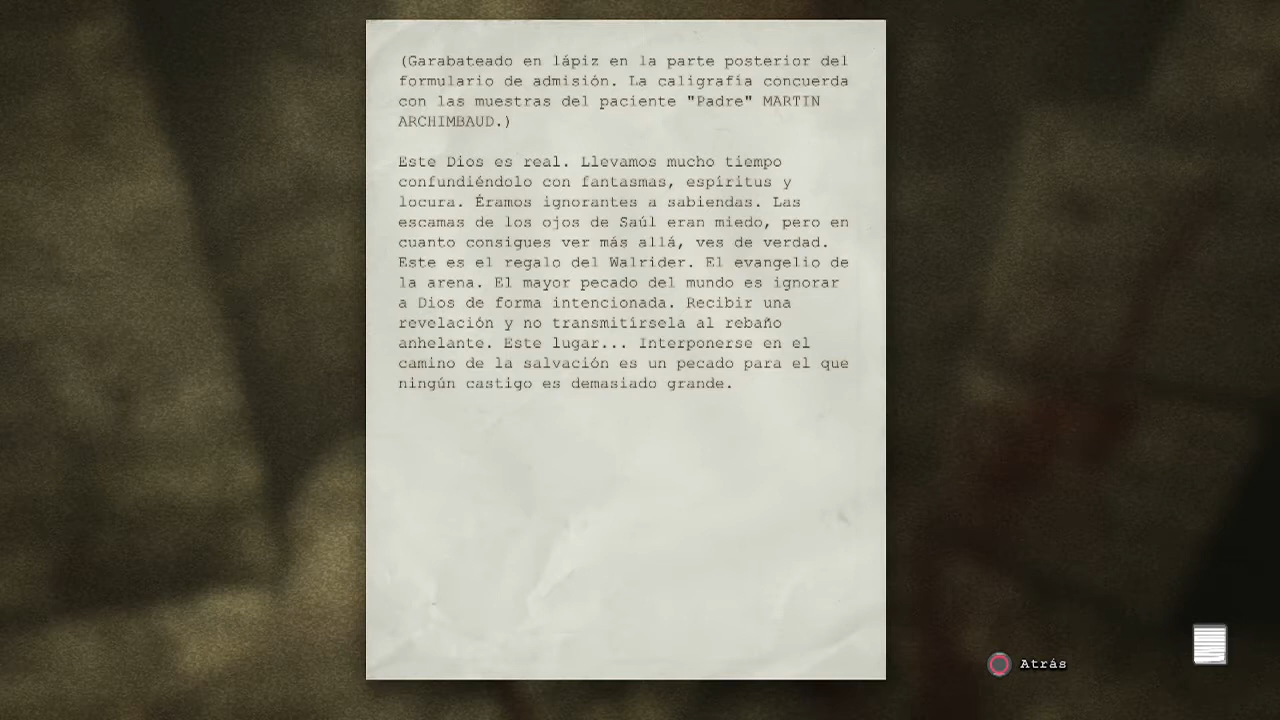 (Garabateado en lápiz en la parte posterior del
formulario de admisión. La caligrafía concuerda
con las muestras del paciente "Padre" MARTIN
ARCHIMBAUD.)
Este Dios es real. Llevamos mucho tiempo
confundiéndolo con fantasmas, espíritus y
locura. Éramos ignorantes a sabiendas. Las
escamas de los ojos de Saúl eran miedo, pero en
cuanto consigues ver más allá, ves de verdad.
Este es el regalo del Walrider. El evangelio de
la arena. El mayor pecado del mundo es ignorar
a Dios de forma intencionada. Recibir una
revelación y no transmitírsela al rebaño
anhelante. Este lugar... Interponerse en el
camino de la salvación es un pecado para el que
ningún castigo es demasiado grande.
Atrás